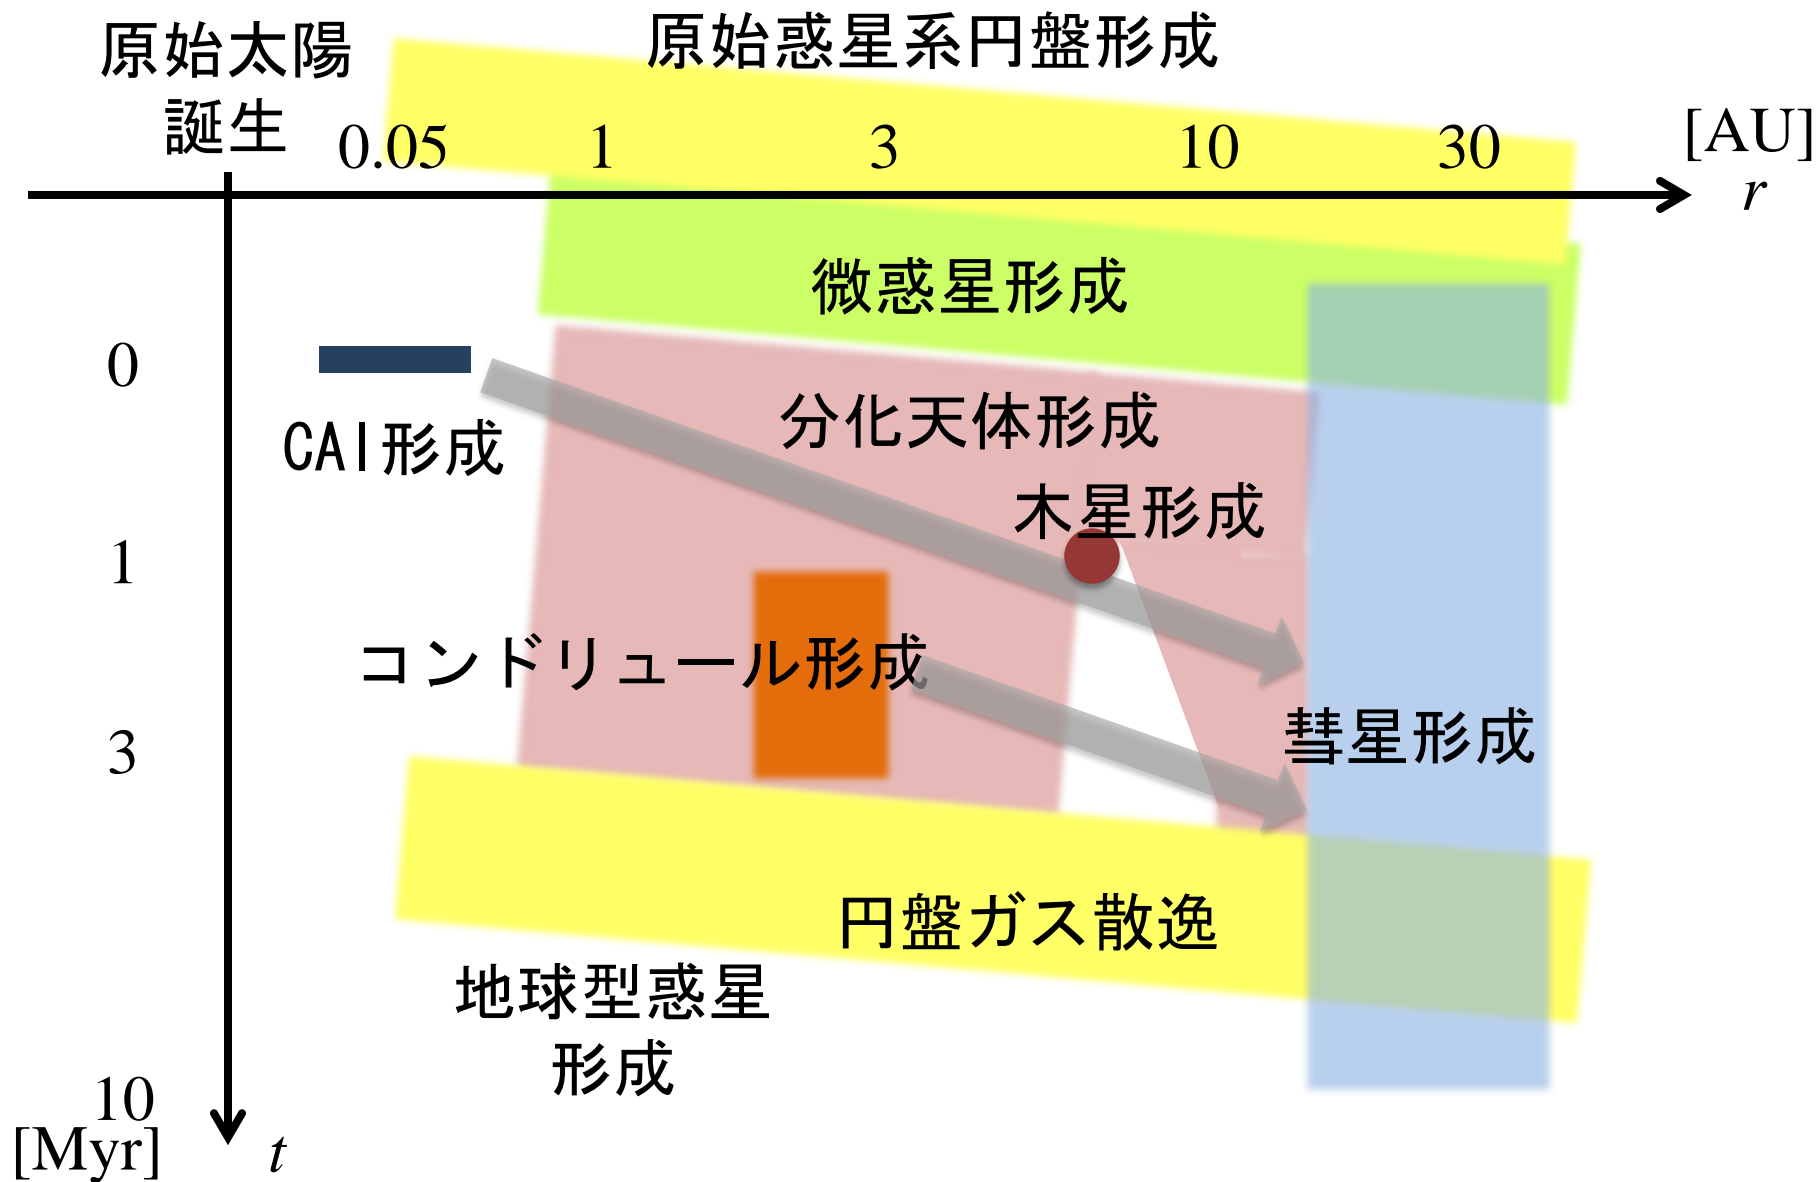 原始太陽
誕生
原始惑星系円盤形成
0.05 1 3 10 30 [AU]
r
微惑星形成
0
CAI形成
分化天体形成
木星形成
1
コンドリュール形成
3
彗星形成
円盤ガス散逸
地球型惑星
形成
10
[Myr]
t